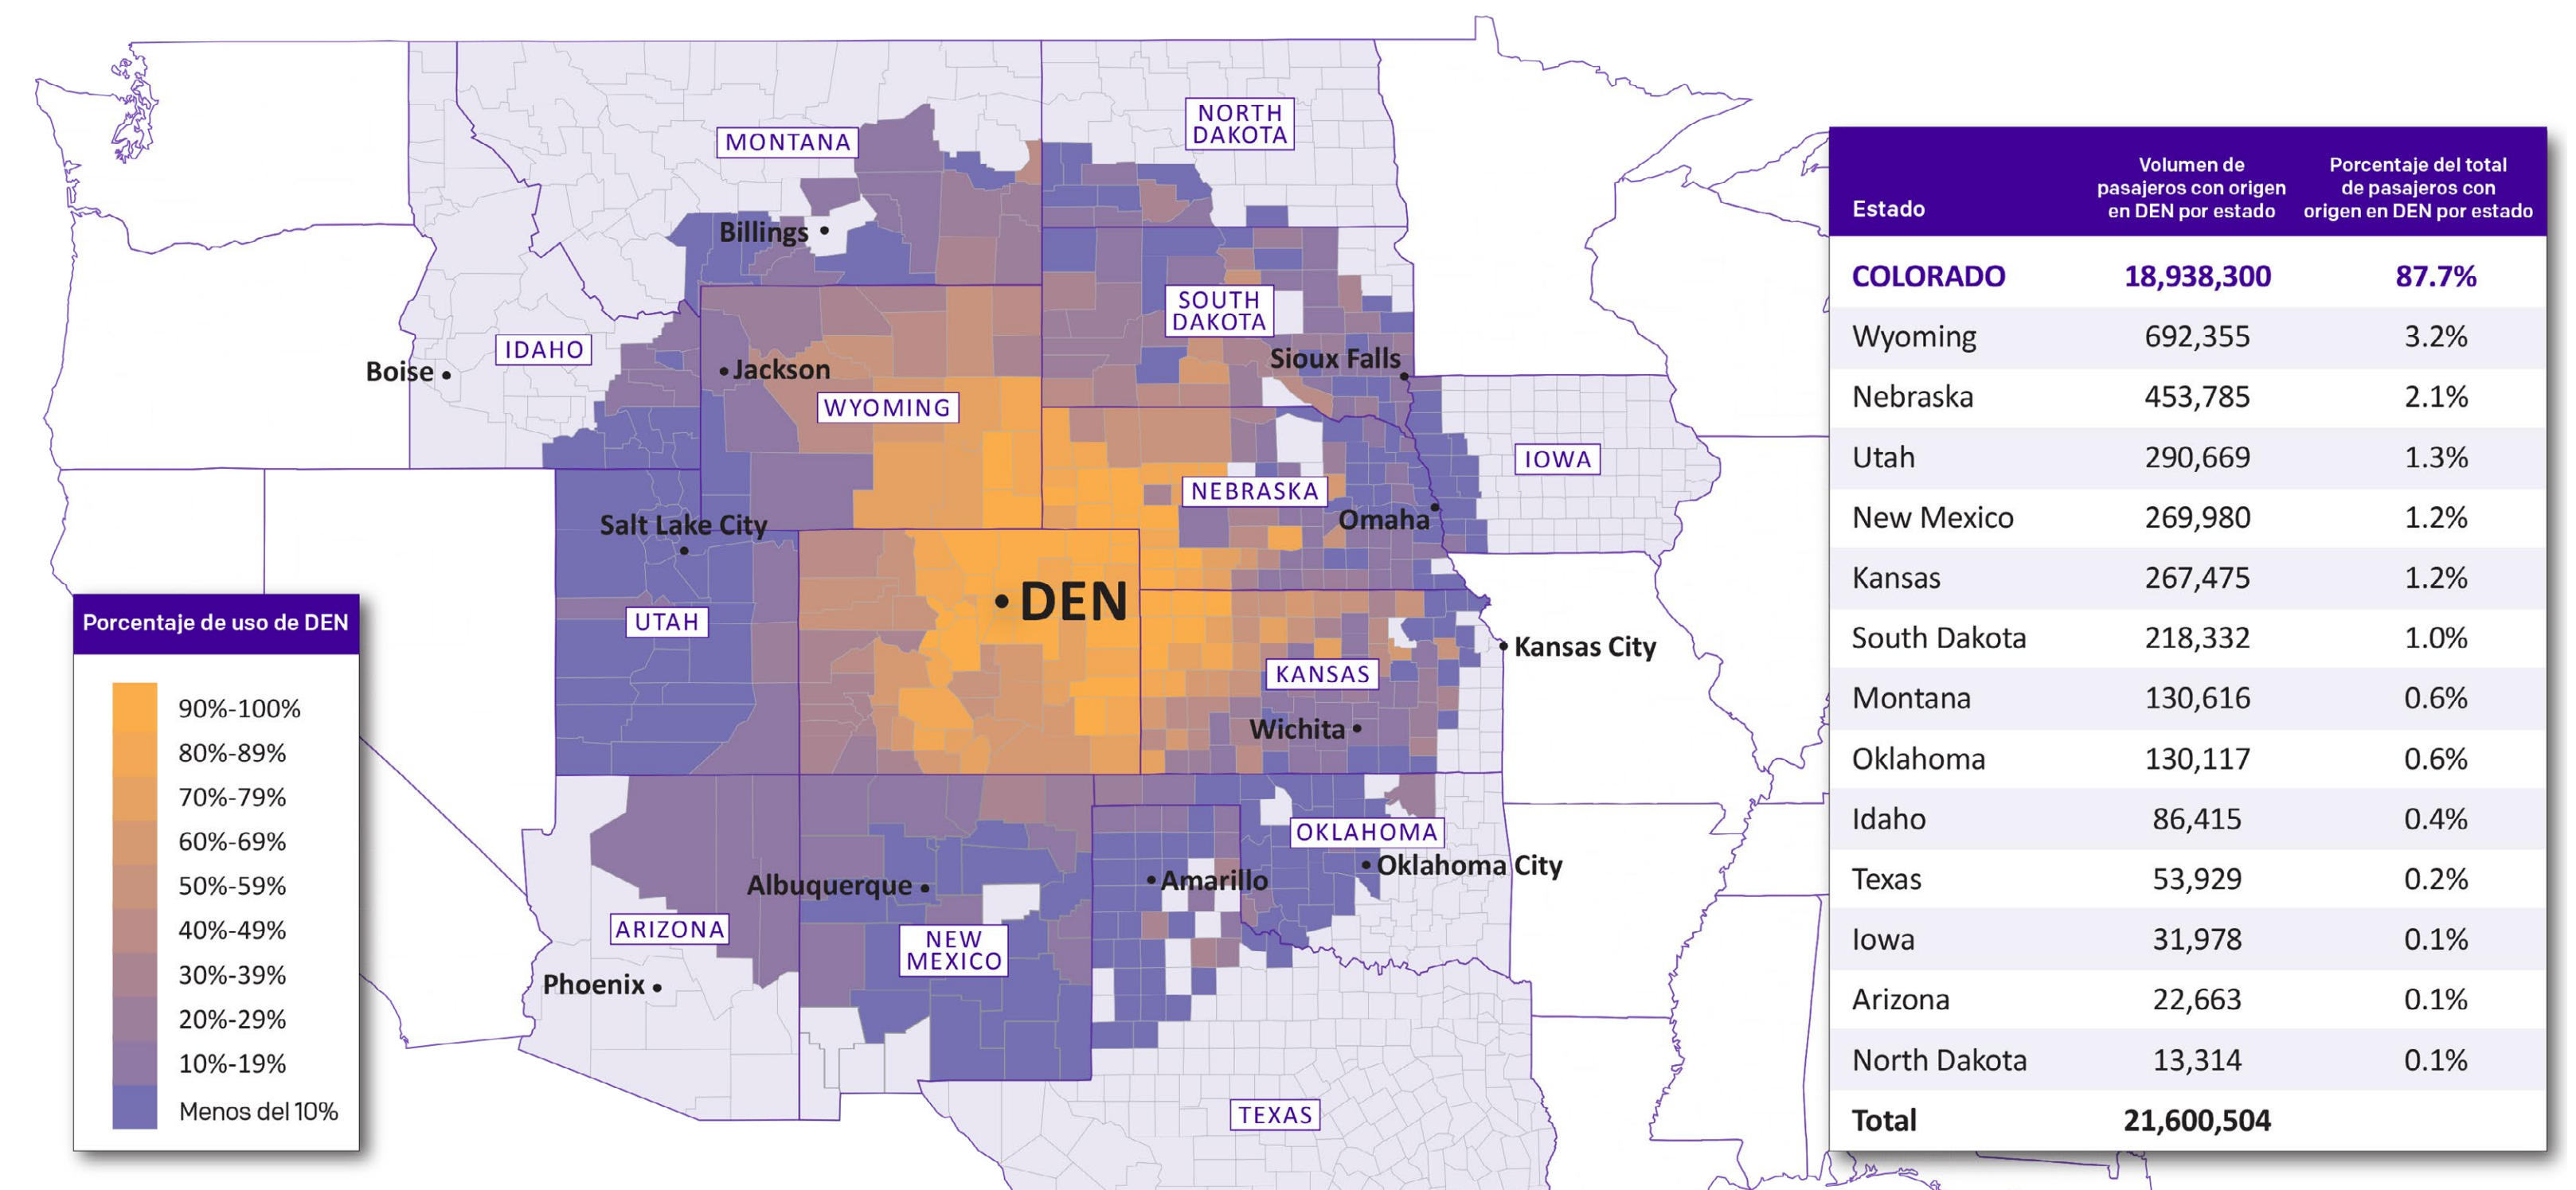 NORTH
DAKOTA
MONTANA
Billings
SOUTH
DAKOTA
IDAHO
Boise
Jackson
Sioux Falls
WYOMING
IOWA
NEBRASKA
Omaha
Salt Lake City
DEN
UTAH
Kansas City
KANSAS
Wichita
OKLAHOMA
Oklahoma City
Amarillo
Albuquerque
ARIZONA
NEW
MEXICO
Phoenix
TEXAS
Porcentaje de uso de DEN
90%-100%
80%-89%
70%-79%
60%-69%
50%-59%
40%-49%
30%-39%
20%-29%
10%-19%
Menos del 10%
Estado
Volumen de
pasajeros con origen
en DEN por estado
Porcentaje del total
de pasajeros con
origen en DEN por estado
COLORADO 18,938,300 87.7%
Wyoming 692,355 3.2%
Nebraska 453,785 2.1%
Utah 290,669 1.3%
New Mexico 269,980 1.2%
Kansas 267,475 1.2%
South Dakota 218,332 1.0%
Montana 130,616 0.6%
Oklahoma 130,117 0.6%
Idaho 86,415 0.4%
Texas 53,929 0.2%
Iowa 31,978 0.1%
Arizona 22,663 0.1%
North Dakota 13,314 0.1%
Total 21,600,504